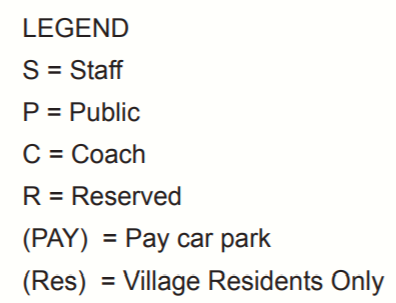 LEGEND
S = Staff
P = Public
C = Coach
R = Reserved
(PAY) = Pay car park
(Res) = Village Residents Only